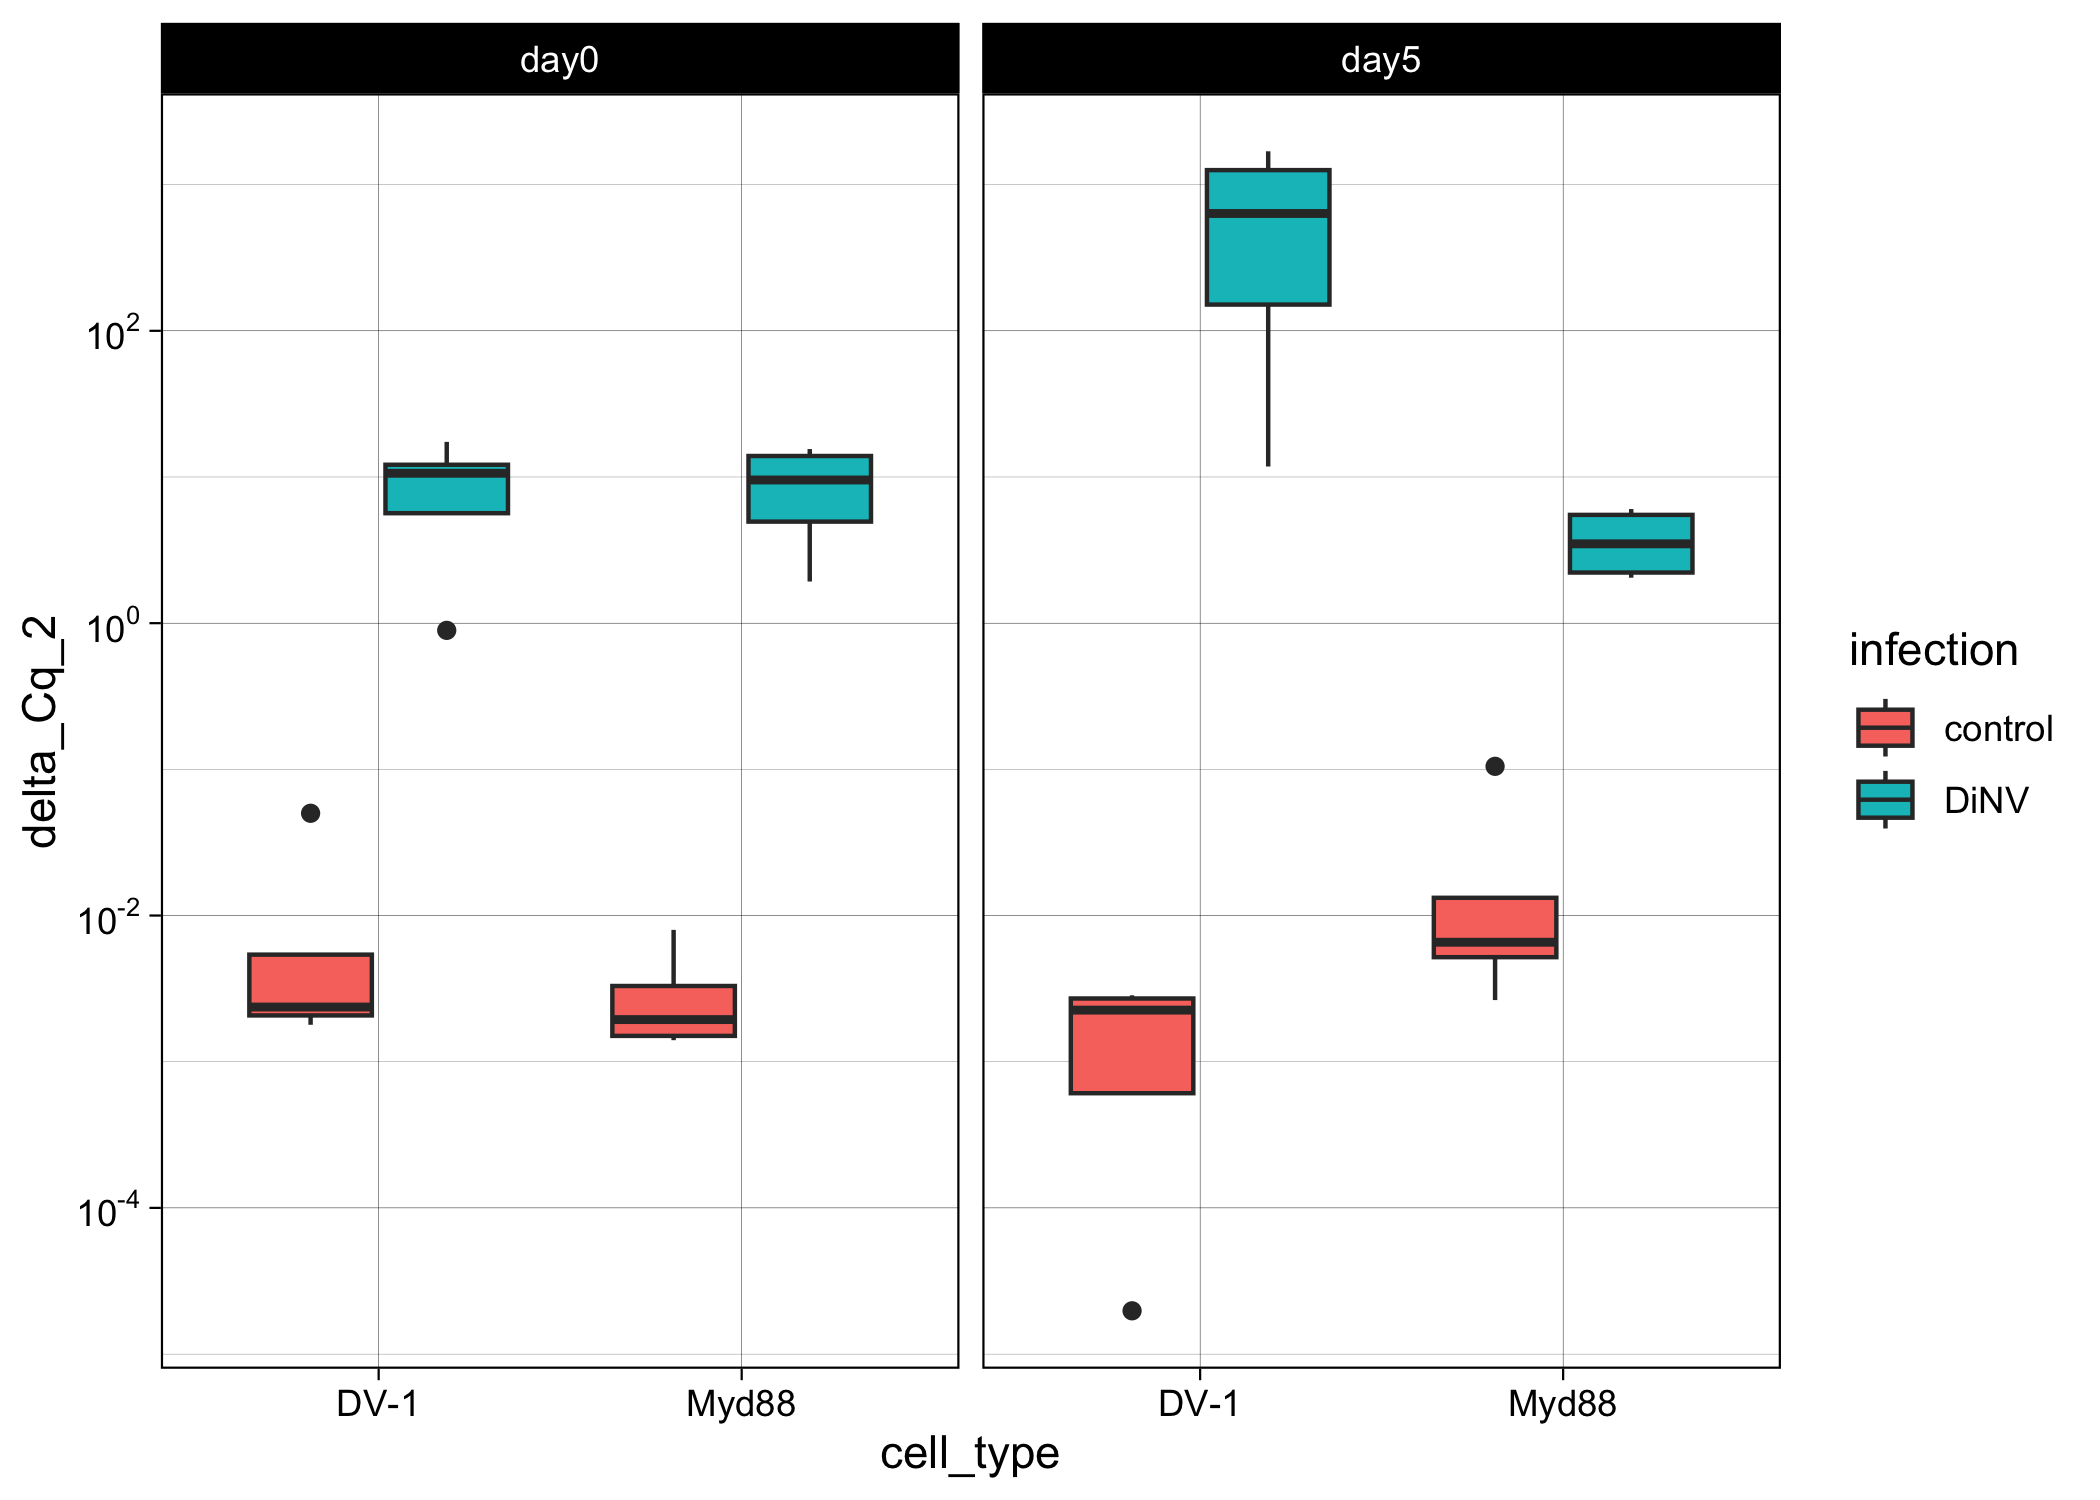 day0
day5
10^2
10^0
10^-2
10^-4
delta_Cq_2
DV-1
Myd88
DV-1
Myd88
cell_type
infection
control
DiNV